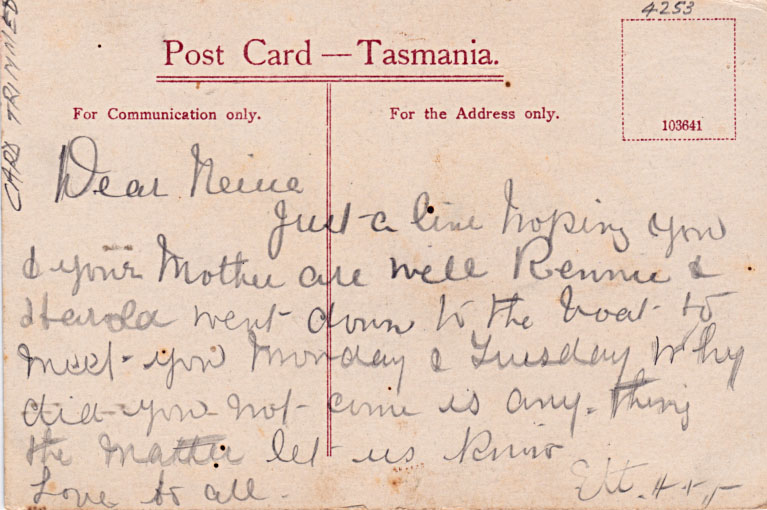 4253
CARD TRIMMED
Post Card — Tasmania.
For Communication only.
For the Address only.
103641
Dear
Just a line hoping you
& your Mother are well Rennie &
Harold went down to the boat to
meet you Monday & Tuesday Why
did you not come is any-thing
the matter let us know
Love to all.